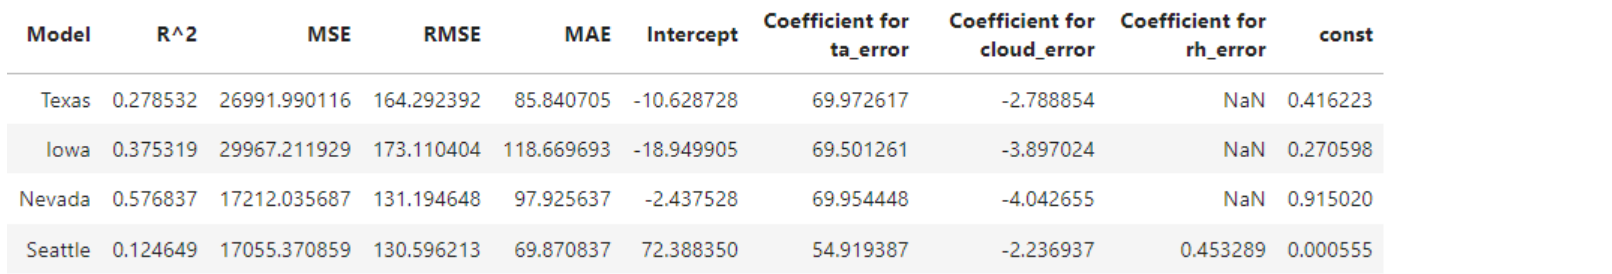 Model R^2 MSE RMSE MAE Intercept Coefficient for ta_error Coefficient for cloud_error Coefficient for rh_error const
Texas 0.278532 26991.990116 164.292392 85.840705 -10.628728 69.972617 -2.788854 NaN 0.416223
Iowa 0.375319 29967.211929 173.110404 118.669693 -18.949905 69.501261 -3.897024 NaN 0.270598
Nevada 0.576837 17212.035687 131.194648 97.925637 -2.437528 69.954448 -4.042655 NaN 0.915020
Seattle 0.124649 17055.370859 130.596213 69.870837 72.388350 54.919387 -2.236937 0.453289 0.000555